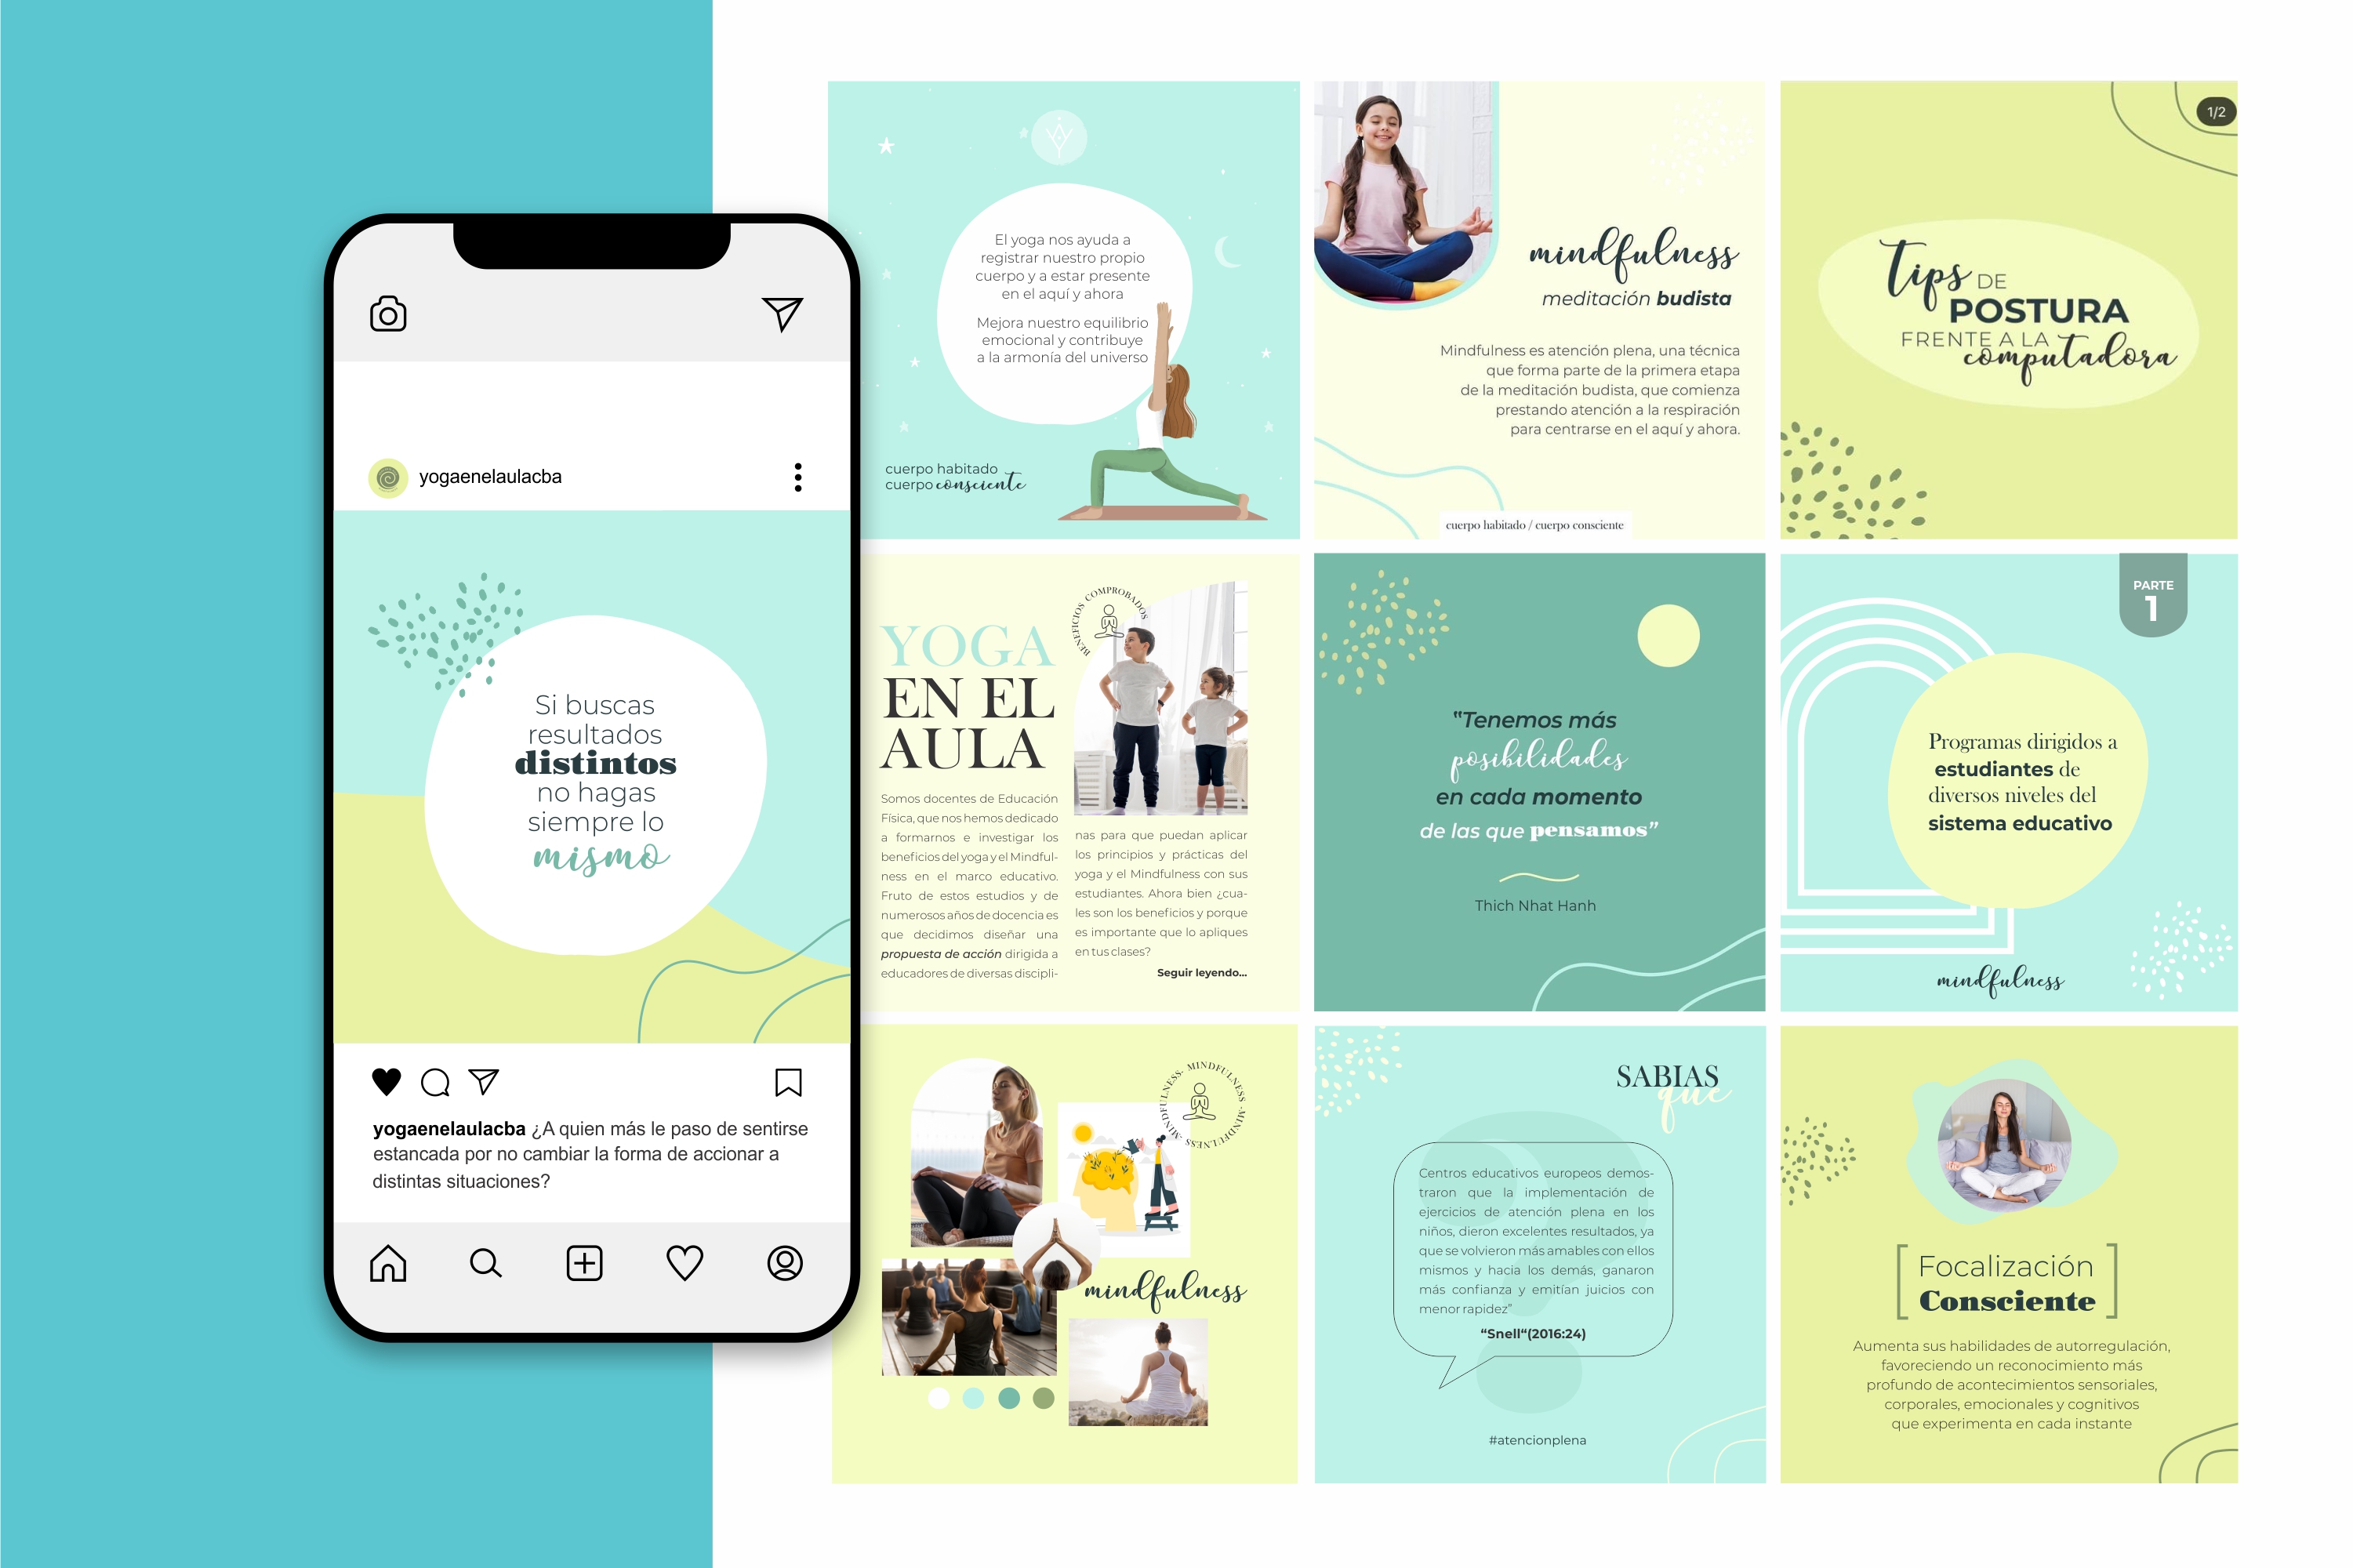 yogaenelaulacba
Si buscas
resultados
distintos
no hagas
siempre lo
mismo
yogaenelaulacba ¿A quien más le paso de sentirse
estancada por no cambiar la forma de accionar a
distintas situaciones?
El yoga nos ayuda a
registrar nuestro propio
cuerpo y a estar presente
en el aquí y ahora
Mejora nuestro equilibrio
emocional y contribuye
a la armonía del universo
cuerpo habitado
cuerpo consciente
mindfulness
meditación budista
Mindfulness es atención plena, una técnica
que forma parte de la primera etapa
de la meditación budista, que comienza
prestando atención a la respiración
para centrarse en el aquí y ahora.
cuerpo habitado / cuerpo consciente
1/2
Tips DE
POSTURA
FRENTE A LA
computadora
BENEFICIOS COMPROBADOS
YOGA
EN EL
AULA
Somos docentes de Educación
Física, que nos hemos dedicado
a formarnos e investigar los
beneficios del yoga y el Mindful-
ness en el marco educativo.
Fruto de estos estudios y de
numerosos años de docencia es
que decidimos diseñar una
propuesta de acción dirigida a
educadores de diversas discipli-
nas para que puedan aplicar
los principios y prácticas del
yoga y el Mindfulness con sus
estudiantes. Ahora bien ¿cua-
les son los beneficios y porque
es importante que lo apliques
en tus clases?
Seguir leyendo...
"Tenemos más
posibilidades
en cada momento
de las que pensamos”
Thich Nhat Hanh
PARTE
1
Programas dirigidos a
estudiantes de
diversos niveles del
sistema educativo
mindfulness
MINDFULNESS· MINDFULNESS ·MINDFULNESS·
mindfulness
SABIAS
que
Centros educativos europeos demos-
traron que la implementación de
ejercicios de atención plena en los
niños, dieron excelentes resultados, ya
que se volvieron más amables con ellos
mismos y hacia los demás, ganaron
más confianza y emitían juicios con
menor rapidez”
“Snell“(2016:24)
#atencionplena
Focalización
Consciente
Aumenta sus habilidades de autorregulación,
favoreciendo un reconocimiento más
profundo de acontecimientos sensoriales,
corporales, emocionales y cognitivos
que experimenta en cada instante